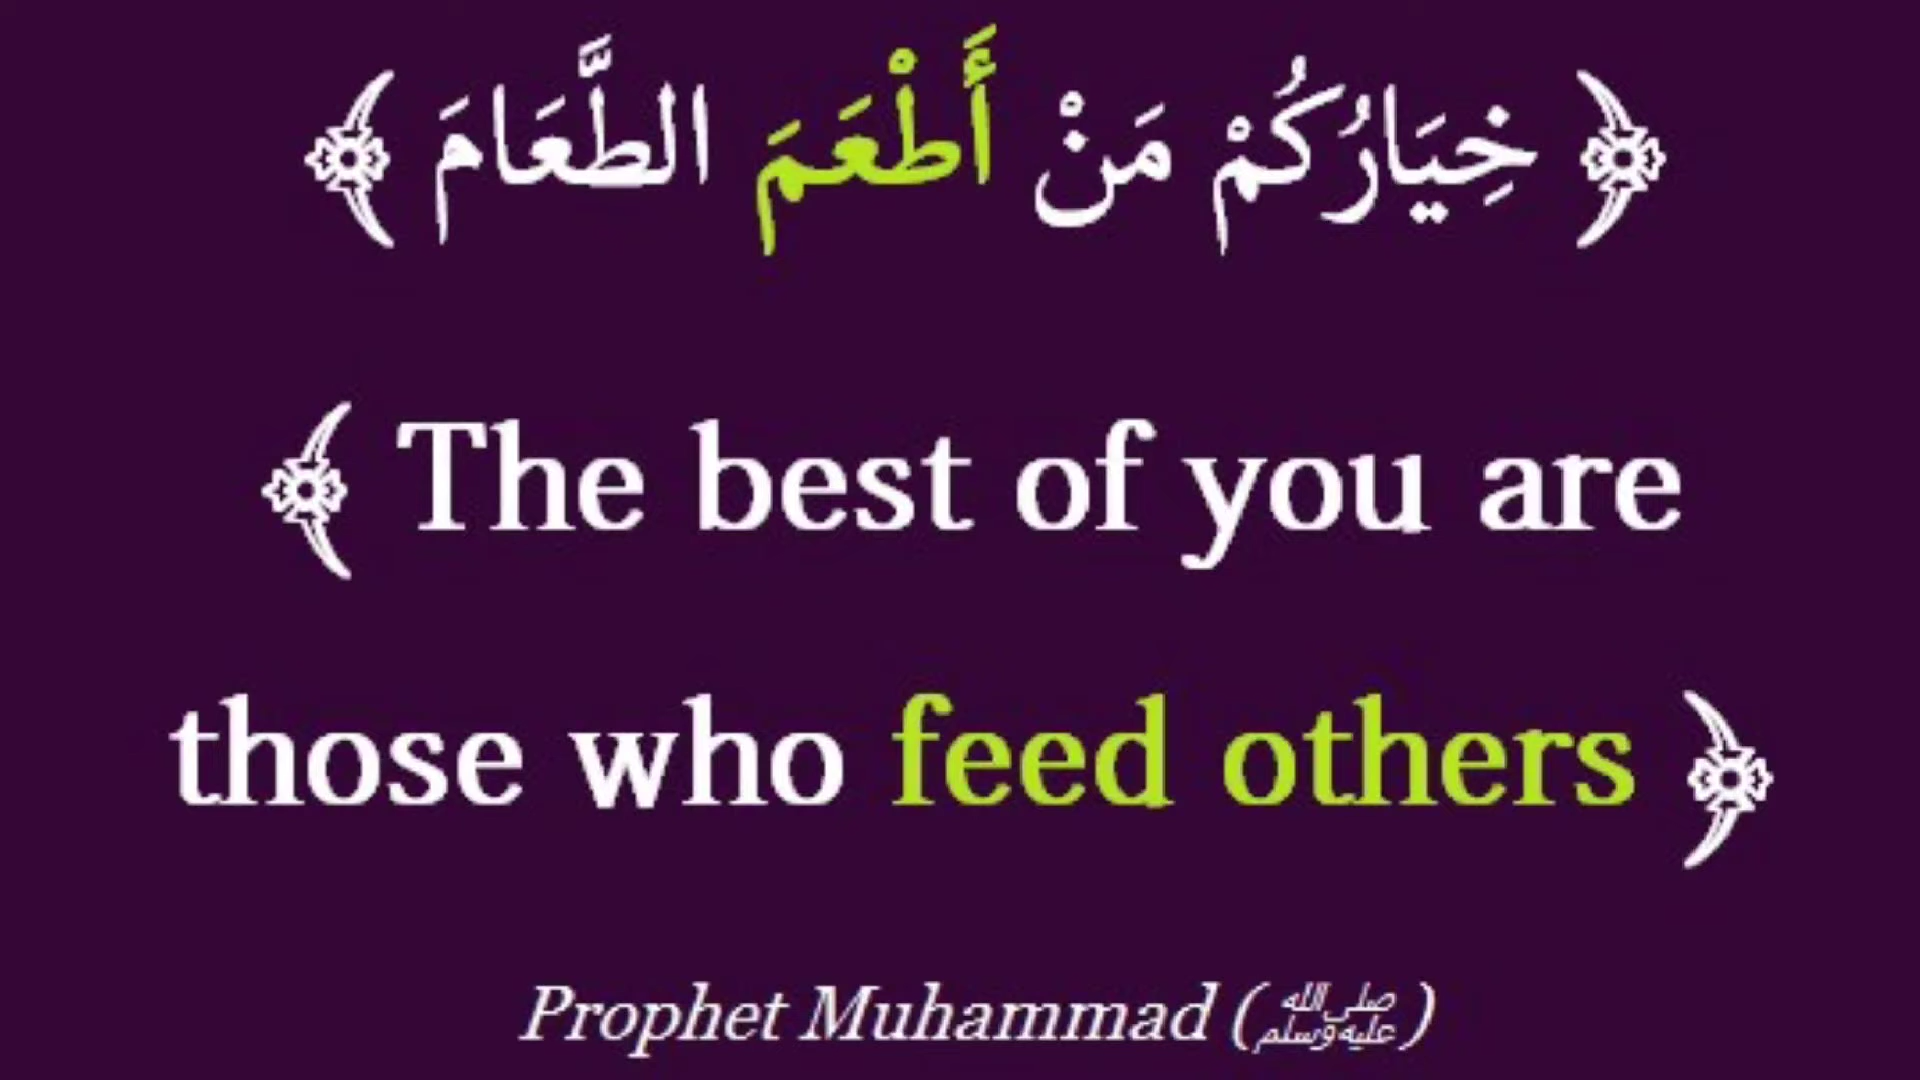 ﴿ خِيَارُكُمْ مَنْ أَطْعَمَ الطَّعَامَ ﴾
﴾ The best of you are
those who feed others ﴿
Prophet Muhammad (ﷺ)